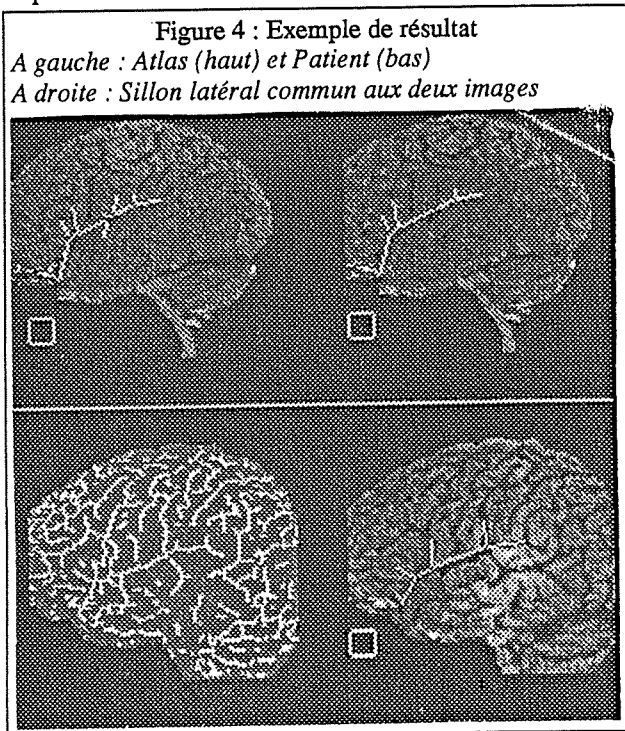 Figure 4 : Exemple de résultat
A gauche : Atlas (haut) et Patient (bas)
A droite : Sillon latéral commun aux deux images